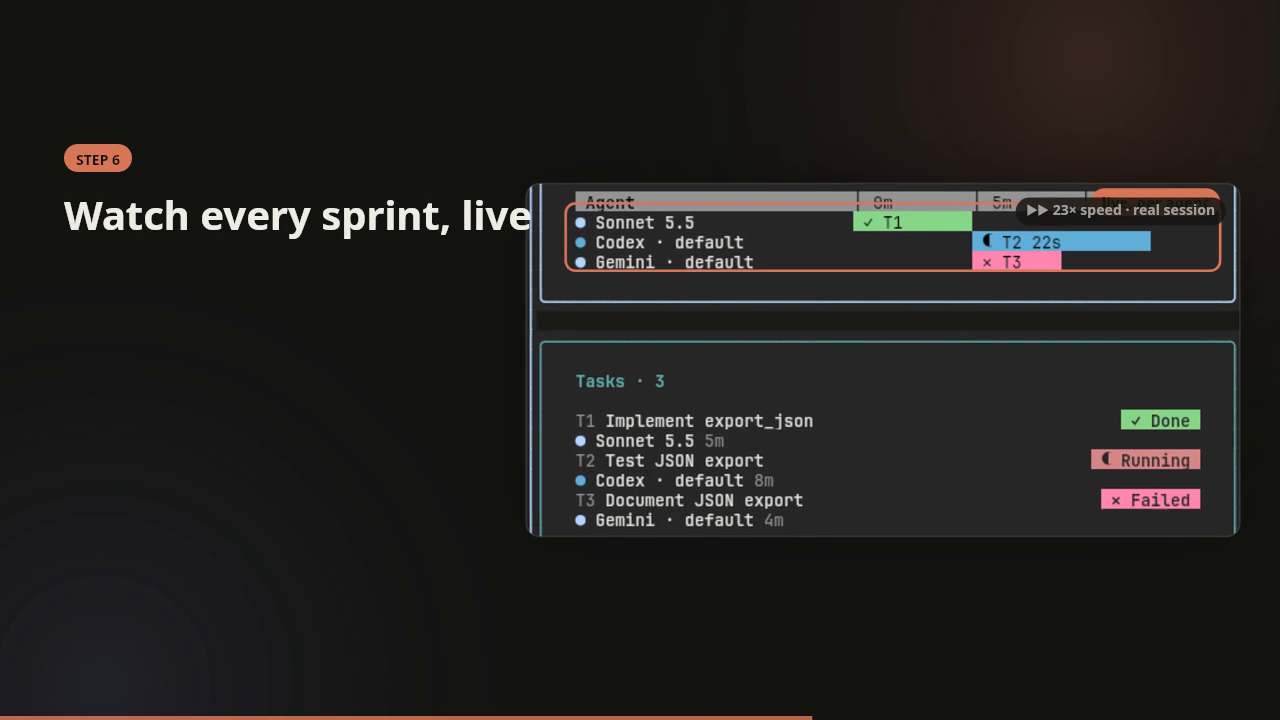 STEP 6
Watch every sprint, live
Agent 0m 5m
▶▶ 23× speed · real session
Sonnet 5.5 ✓ T1
Codex · default T2 22s
Gemini · default × T3
Tasks · 3
T1 Implement export_json ✓ Done
Sonnet 5.5 5m
T2 Test JSON export Running
Codex · default 8m
T3 Document JSON export × Failed
Gemini · default 4m